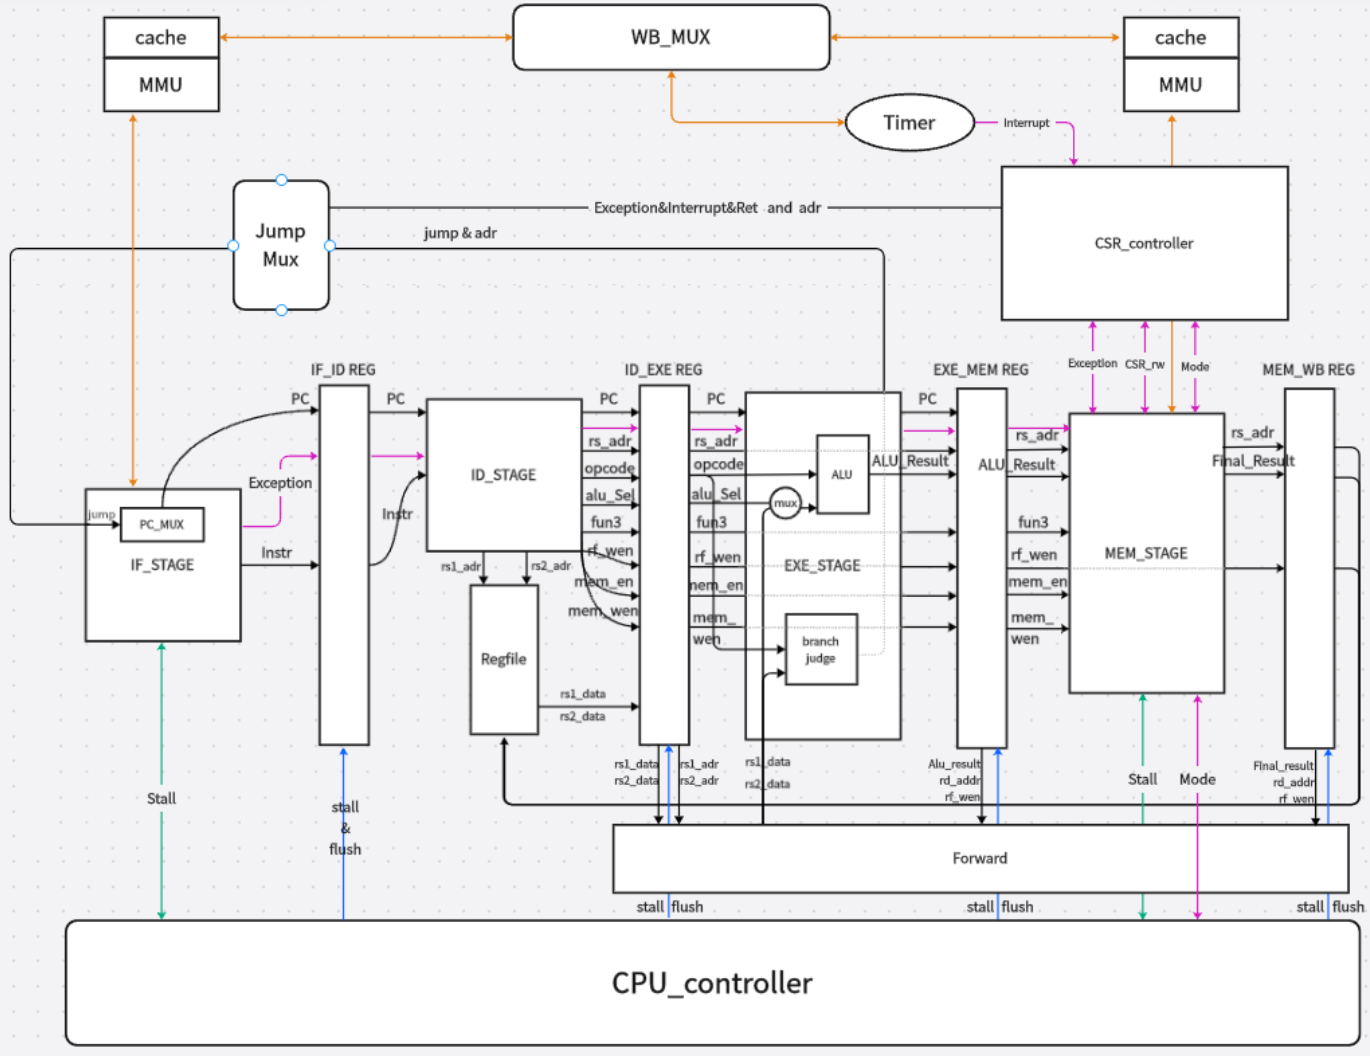 cache
MMU
WB_MUX
cache
MMU
Timer
Interrupt
Exception&Interrupt&Ret and adr
Jump
Mux
jump & adr
CSR_controller
Exception
CSR_rw
Mode
IF_ID REG
ID_EXE REG
EXE_MEM REG
MEM_WB REG
PC
PC
PC
PC
PC
rs_adr
opcode
alu_Sel
fun3
rf_wen
mem_en
mem_wen
rs_adr
opcode
alu_Sel
fun3
rf_wen
mem_en
mem_
wen
ID_STAGE
Exception
Instr
Instr
jump
PC_MUX
IF_STAGE
rs1_adr
rs2_adr
Regfile
rs1_data
rs2_data
ALU
mux
EXE_STAGE
branch
judge
ALU_Result
rs_adr
ALU_Result
fun3
rf_wen
mem_en
mem_
wen
MEM_STAGE
rs_adr
Final_Result
rs1_data
rs2_data
rs1_adr
rs2_adr
rs1_data
rs2_data
Alu_result
rd_addr
rf_wen
Stall
Mode
FInal_result
rd_addr
rf_wen
Stall
stall
&
flush
Forward
stall flush
stall flush
stall flush
CPU_controller